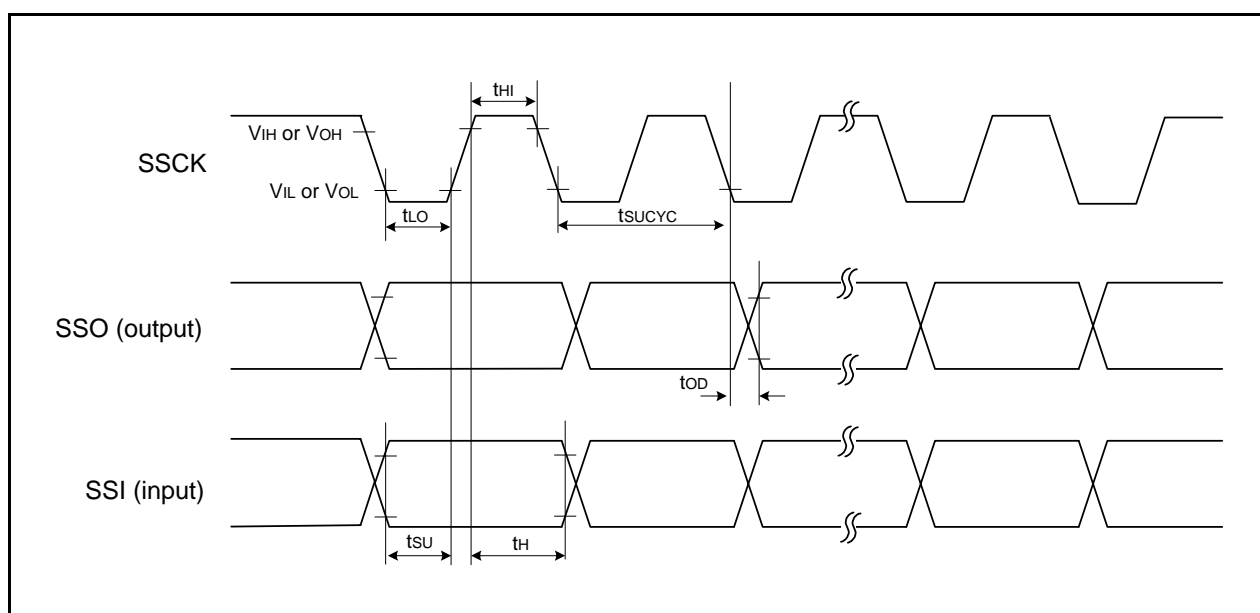 tHI
VIH or VOH
SSCK
VIL or VOL
tLO
tSUCYC
SSO (output)
tOD
SSI (input)
tSU
tH